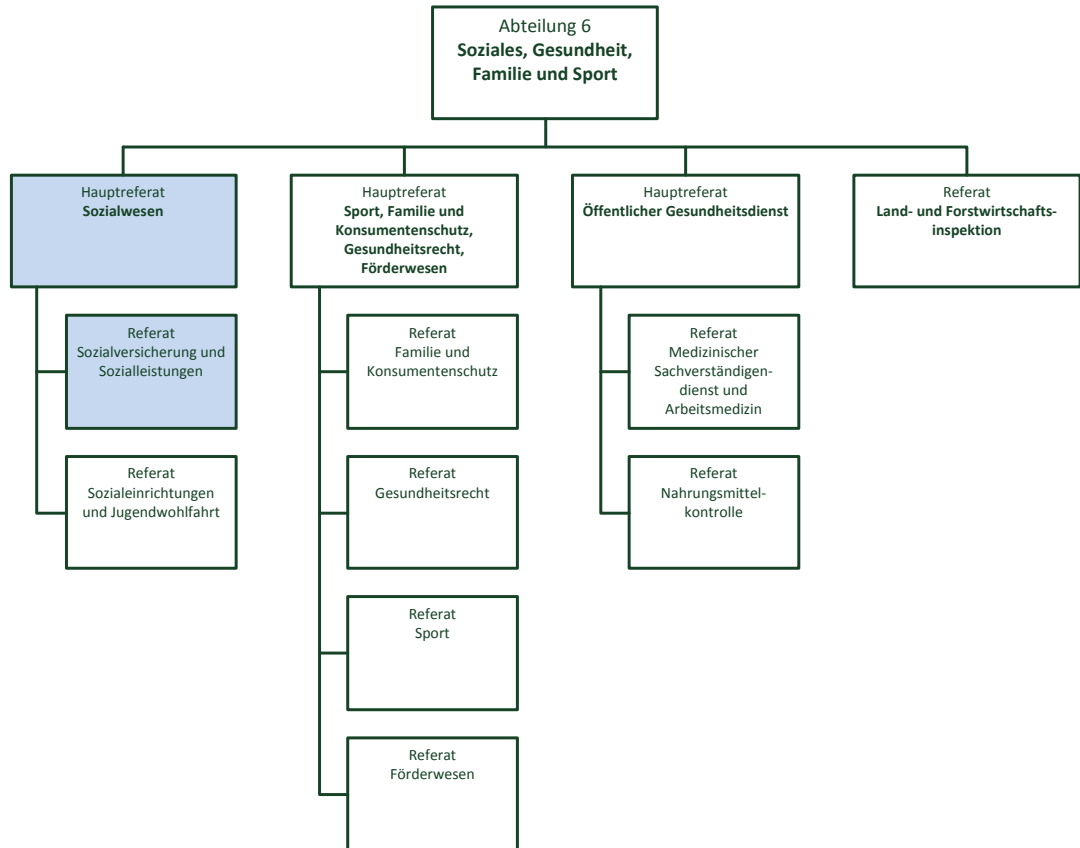 Abteilung 6
Soziales, Gesundheit,
Familie und Sport
Hauptreferat
Sozialwesen
Hauptreferat
Sport, Familie und
Konsumentenschutz,
Gesundheitsrecht,
Förderwesen
Hauptreferat
Öffentlicher Gesundheitsdienst
Referat
Land- und Forstwirtschafts-
inspektion
Referat
Sozialversicherung und
Sozialleistungen
Referat
Familie und
Konsumentenschutz
Referat
Medizinischer
Sachverständigen-
dienst und
Arbeitsmedizin
Referat
Sozialeinrichtungen
und Jugendwohlfahrt
Referat
Gesundheitsrecht
Referat
Nahrungsmittel-
kontrolle
Referat
Sport
Referat
Förderwesen